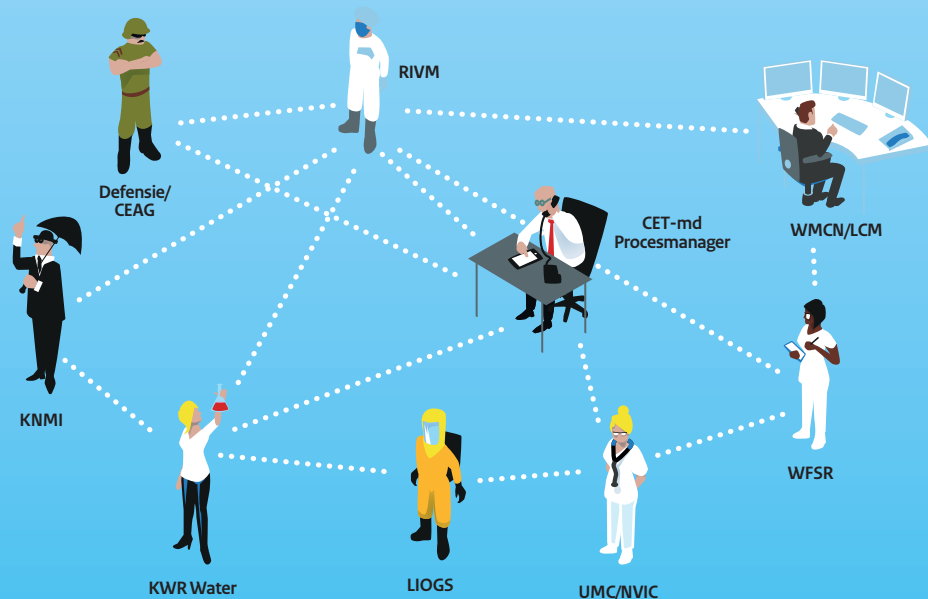 RIVM
Defensie/
CEAG
CET-md
Procesmanager
WMCN/LCM
KNMI
WFSR
KWR Water
LIOGS
UMC/NVIC